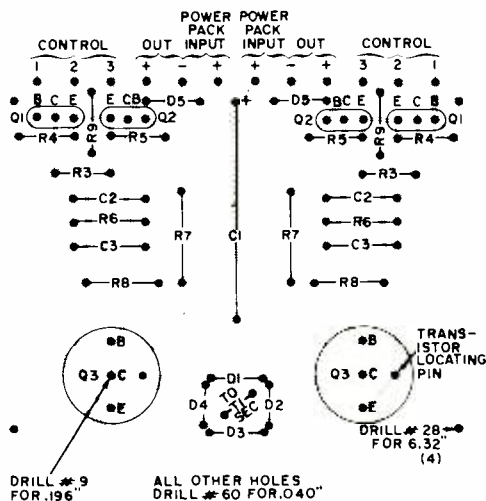 POWER POWER
PACK PACK
CONTROL OUT INPUT INPUT OUT CONTROL
1 2 3 + - + + - + 3 2 1
B C E E C B D5 + D5 B C E E C B
Q1 Q2 Q2 Q1
R4 R9 R5 R5 R9 R4
R3 R3
C2 C2
R6 R6
C3 R7 C1 R7 C3
R8 R8
B B
Q3 C Q3 C
E E
TRANS-
ISTOR
LOCATING
PIN
D1
D4 TO T1 SEC D2
D3
DRILL #9
FOR .196"
ALL OTHER HOLES
DRILL #60 FOR .040"
DRILL #28
FOR 6.32"
(4)